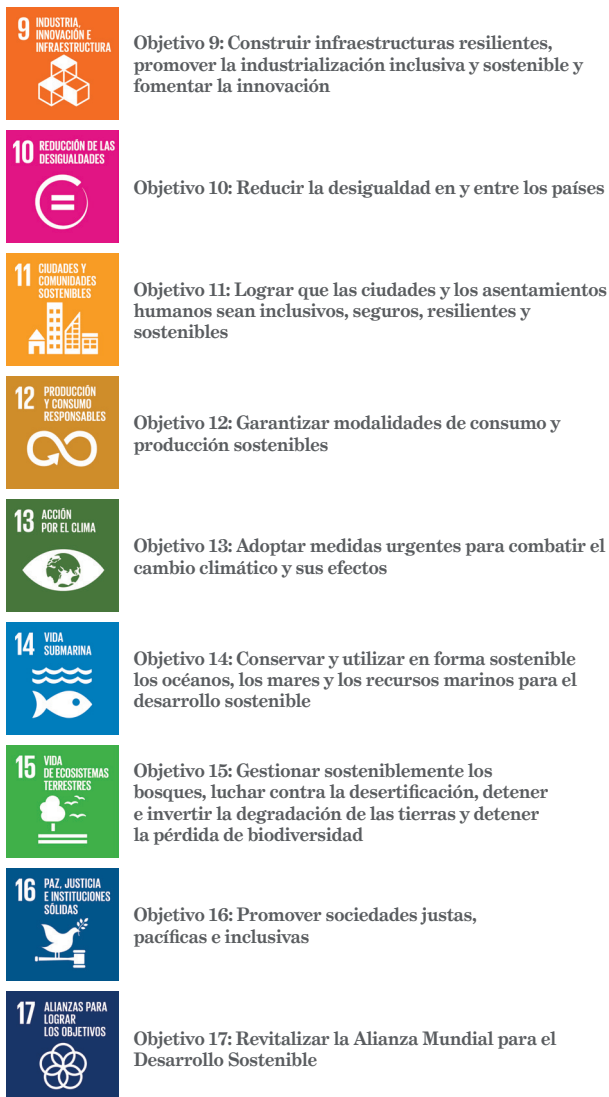 9 INDUSTRIA,
INNOVACIÓN E
INFRAESTRUCTURA
Objetivo 9: Construir infraestructuras resilientes,
promover la industrialización inclusiva y sostenible y
fomentar la innovación
10 REDUCCIÓN DE LAS
DESIGUALDADES
Objetivo 10: Reducir la desigualdad en y entre los países
11 CIUDADES Y
COMUNIDADES
SOSTENIBLES
Objetivo 11: Lograr que las ciudades y los asentamientos
humanos sean inclusivos, seguros, resilientes y
sostenibles
12 PRODUCCIÓN
Y CONSUMO
RESPONSABLES
Objetivo 12: Garantizar modalidades de consumo y
producción sostenibles
13 ACCIÓN
POR EL CLIMA
Objetivo 13: Adoptar medidas urgentes para combatir el
cambio climático y sus efectos
14 VIDA
SUBMARINA
Objetivo 14: Conservar y utilizar en forma sostenible
los océanos, los mares y los recursos marinos para el
desarrollo sostenible
15 VIDA
DE ECOSISTEMAS
TERRESTRES
Objetivo 15: Gestionar sosteniblemente los
bosques, luchar contra la desertificación, detener
e invertir la degradación de las tierras y detener
la pérdida de biodiversidad
16 PAZ, JUSTICIA
E INSTITUCIONES
SÓLIDAS
Objetivo 16: Promover sociedades justas,
pacíficas e inclusivas
17 ALIANZAS PARA
LOGRAR
LOS OBJETIVOS
Objetivo 17: Revitalizar la Alianza Mundial para el
Desarrollo Sostenible